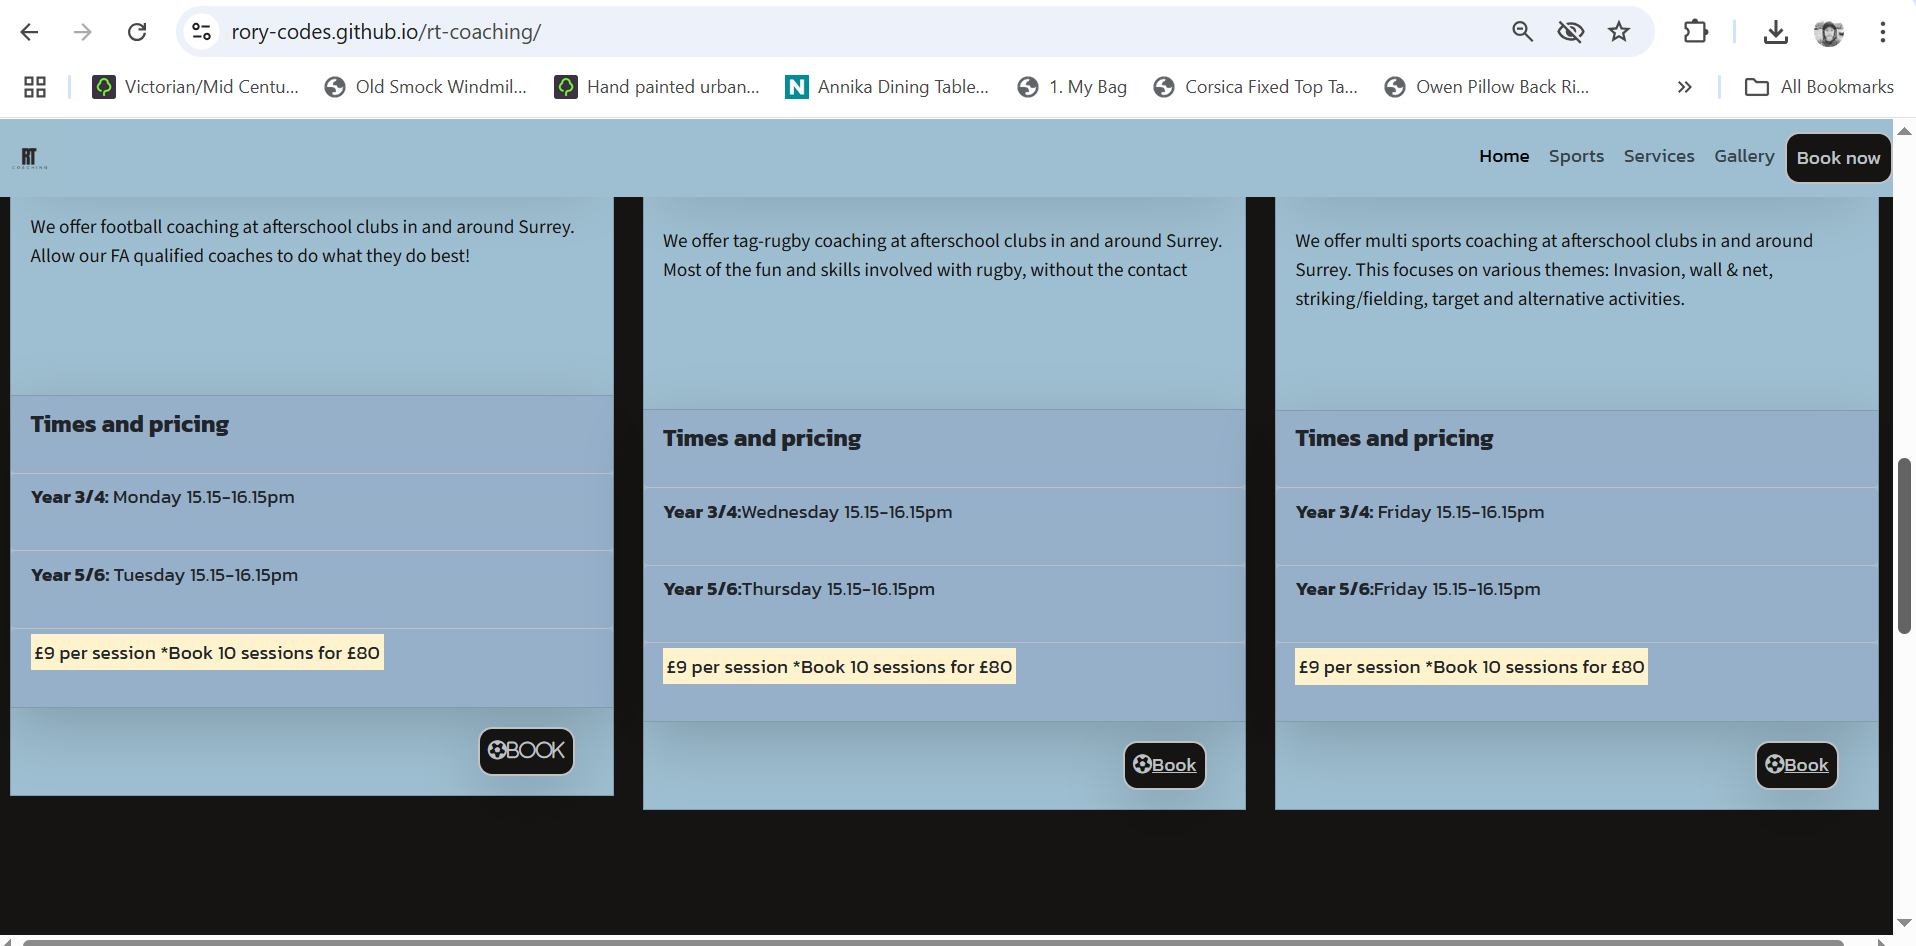 rory-codes.github.io/rt-coaching/
Victorian/Mid Centu...
Old Smock Windmil...
Hand painted urban...
N Annika Dining Table...
1. My Bag
Corsica Fixed Top Ta...
Owen Pillow Back Ri...
All Bookmarks
RT
COACHING
Home
Sports
Services
Gallery
Book now
We offer football coaching at afterschool clubs in and around Surrey.
Allow our FA qualified coaches to do what they do best!
Times and pricing
Year 3/4: Monday 15.15-16.15pm
Year 5/6: Tuesday 15.15-16.15pm
£9 per session *Book 10 sessions for £80
BOOK
We offer tag-rugby coaching at afterschool clubs in and around Surrey.
Most of the fun and skills involved with rugby, without the contact
Times and pricing
Year 3/4:Wednesday 15.15-16.15pm
Year 5/6:Thursday 15.15-16.15pm
£9 per session *Book 10 sessions for £80
Book
We offer multi sports coaching at afterschool clubs in and around
Surrey. This focuses on various themes: Invasion, wall & net,
striking/fielding, target and alternative activities.
Times and pricing
Year 3/4: Friday 15.15-16.15pm
Year 5/6:Friday 15.15-16.15pm
£9 per session *Book 10 sessions for £80
Book